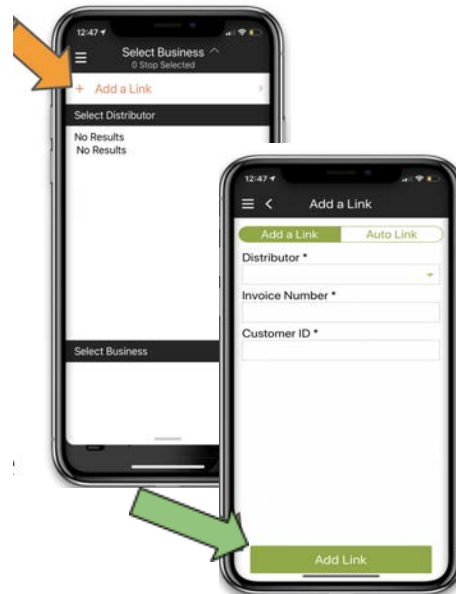 12:47
Select Business
0 Stop Selected
+ Add a Link
Select Distributor
No Results
No Results
Select Business
12:47
Add a Link
Add a Link Auto Link
Distributor *
Invoice Number *
Customer ID *
Add Link